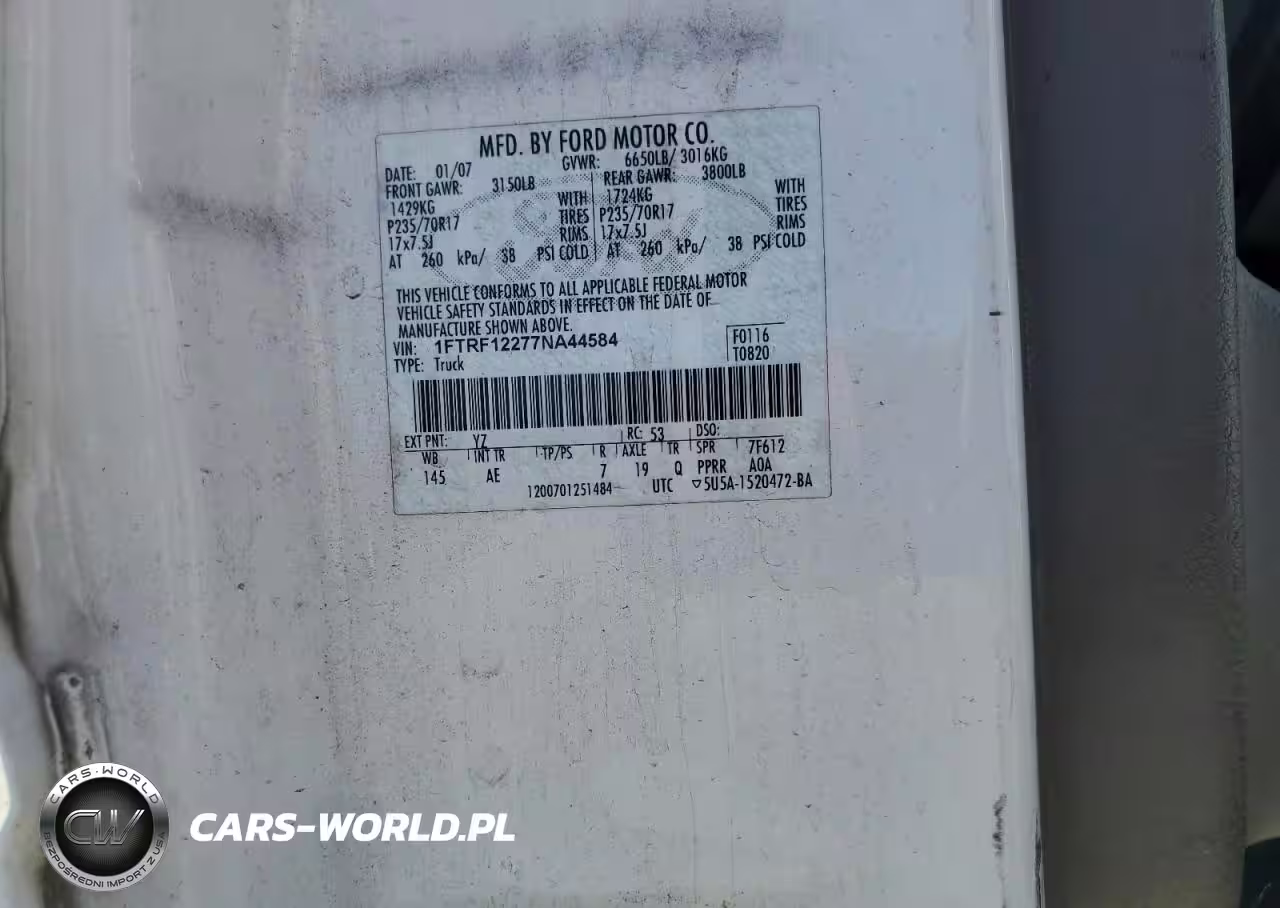 MFD. BY FORD MOTOR CO.
DATE: 01/07 GVWR: 6650LB/ 3016KG
FRONT GAWR: 3150LB REAR GAWR: 3800LB
1429KG WITH 1724KG WITH
P235/70R17 TIRES P235/70R17 TIRES
17x7.5J RIMS 17x7.5J RIMS
AT 260 kPa/ 38 PSI COLD AT 260 kPa/ 38 PSI COLD
THIS VEHICLE CONFORMS TO ALL APPLICABLE FEDERAL MOTOR
VEHICLE SAFETY STANDARDS IN EFFECT ON THE DATE OF
MANUFACTURE SHOWN ABOVE.
VIN: 1FTRF12277NA44584 F0116
TYPE: Truck T0820
EXT PNT: YZ RC: 53 DSO:
WB INT TR TP/PS R AXLE TR SPR 7F612
145 AE 7 19 Q PPRR AOA
1200701251484 UTC ▽5U5A-1520472-BA
CARS-WORLD
CW
BEZPOŚREDNI IMPORT Z USA
CARS-WORLD.PL